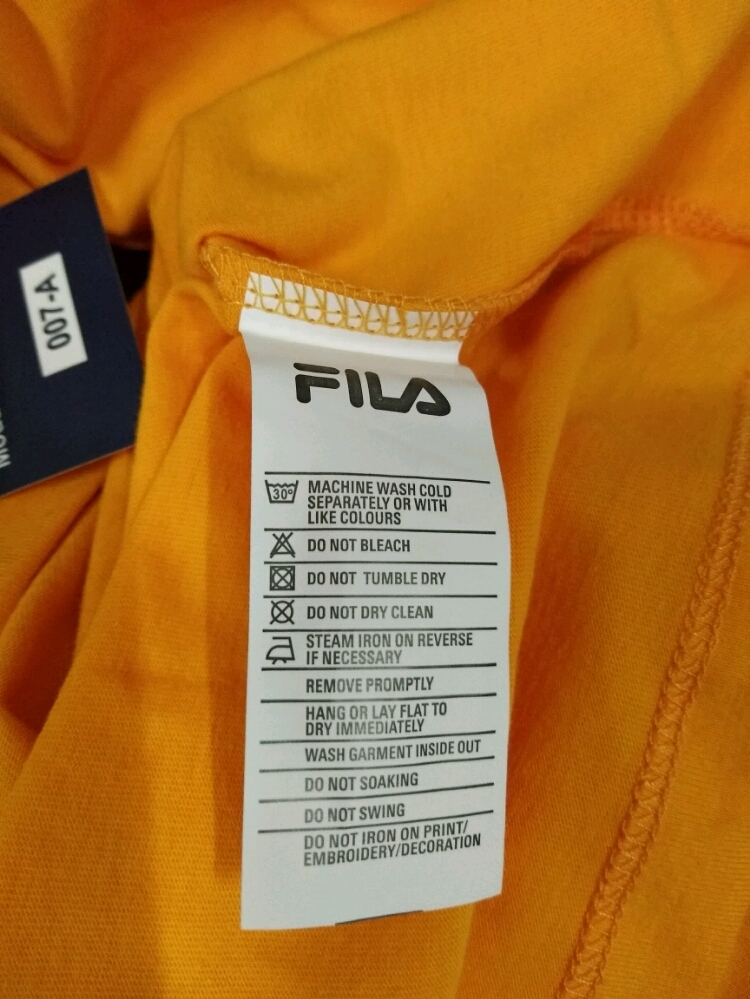 007-A
FILA
30°
MACHINE WASH COLD
SEPARATELY OR WITH
LIKE COLOURS
DO NOT BLEACH
DO NOT TUMBLE DRY
DO NOT DRY CLEAN
STEAM IRON ON REVERSE
IF NECESSARY
REMOVE PROMPTLY
HANG OR LAY FLAT TO
DRY IMMEDIATELY
WASH GARMENT INSIDE OUT
DO NOT SOAKING
DO NOT SWING
DO NOT IRON ON PRINT/
EMBROIDERY/DECORATION